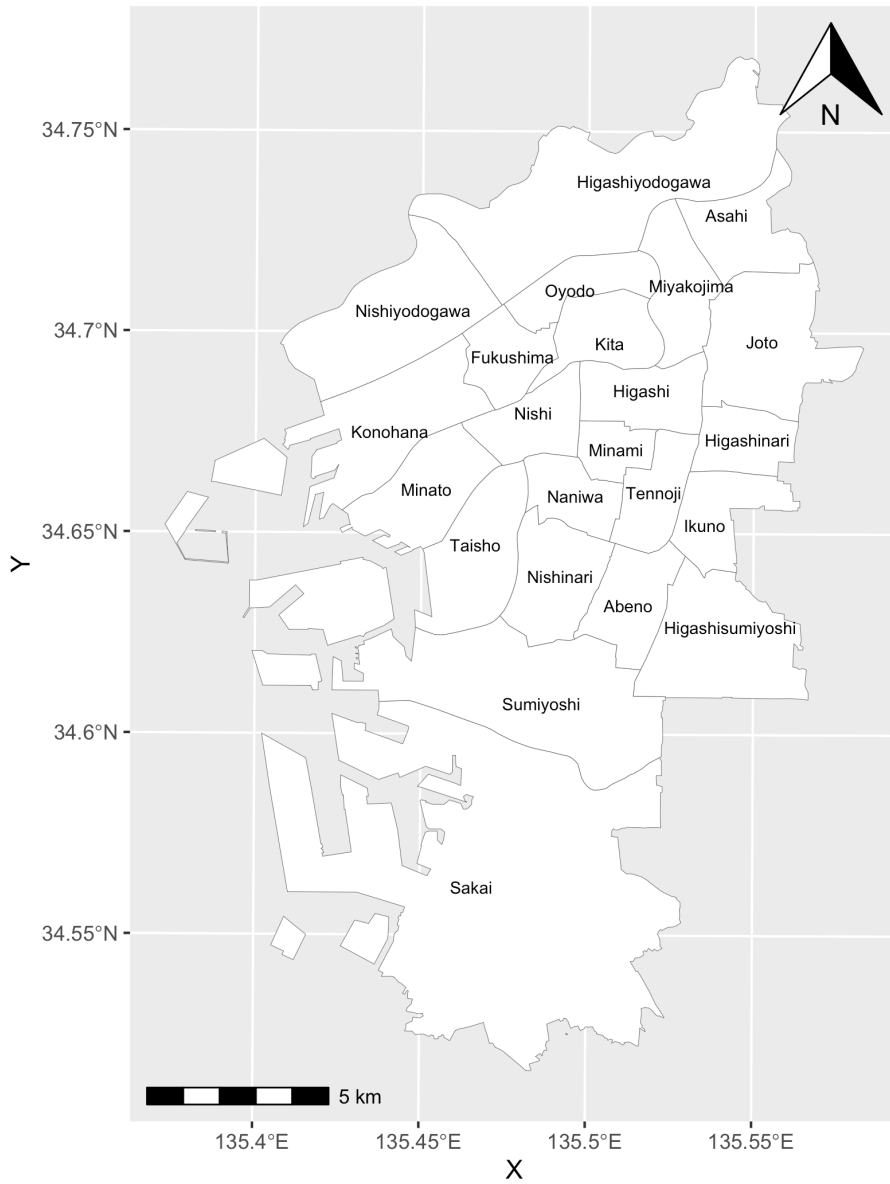 N
34.75°N
Higashiyodogawa
Asahi
Oyodo
Miyakojima
Nishiyodogawa
34.7°N
Kita
Joto
Fukushima
Higashi
Nishi
Konohana
Higashinari
Minami
Minato
Naniwa
Tennoji
34.65°N
Ikuno
Taisho
Y
Nishinari
Abeno
Higashisumiyoshi
Sumiyoshi
34.6°N
Sakai
34.55°N
5 km
135.4°E
135.45°E
135.5°E
135.55°E
X